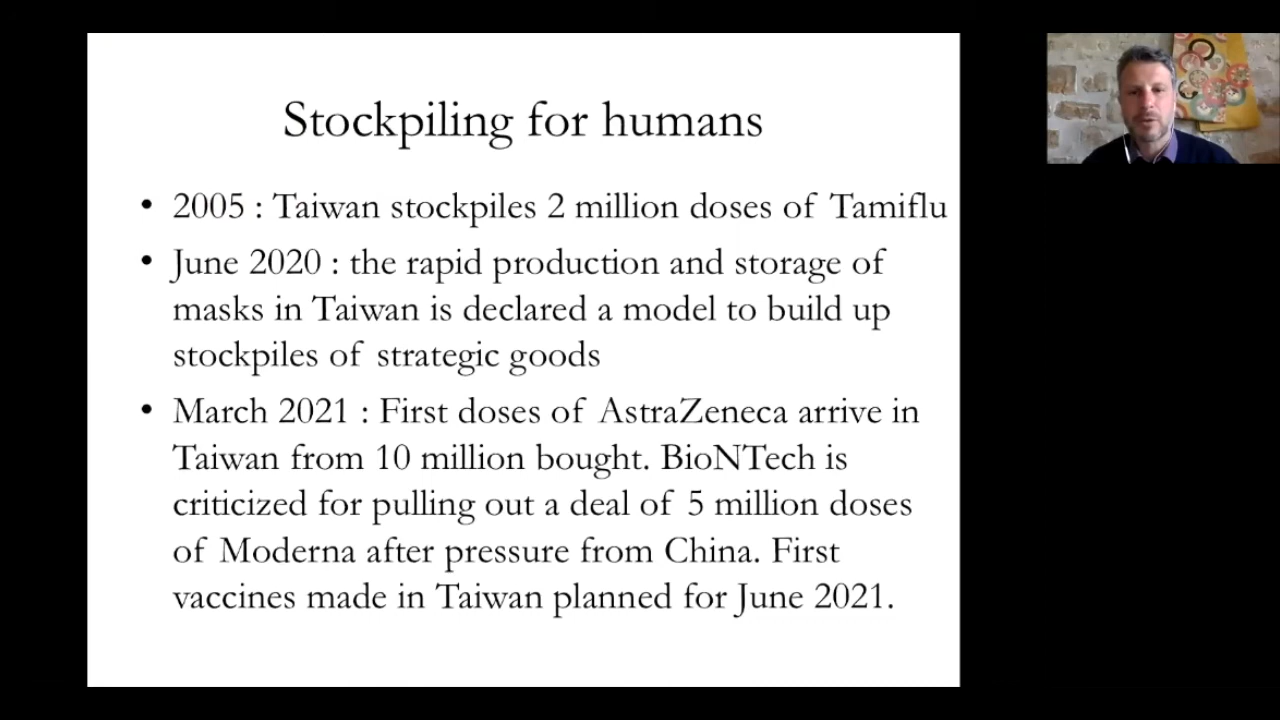 Stockpiling for humans
• 2005 : Taiwan stockpiles 2 million doses of Tamiflu
• June 2020 : the rapid production and storage of
masks in Taiwan is declared a model to build up
stockpiles of strategic goods
• March 2021 : First doses of AstraZeneca arrive in
Taiwan from 10 million bought. BioNTech is
criticized for pulling out a deal of 5 million doses
of Moderna after pressure from China. First
vaccines made in Taiwan planned for June 2021.